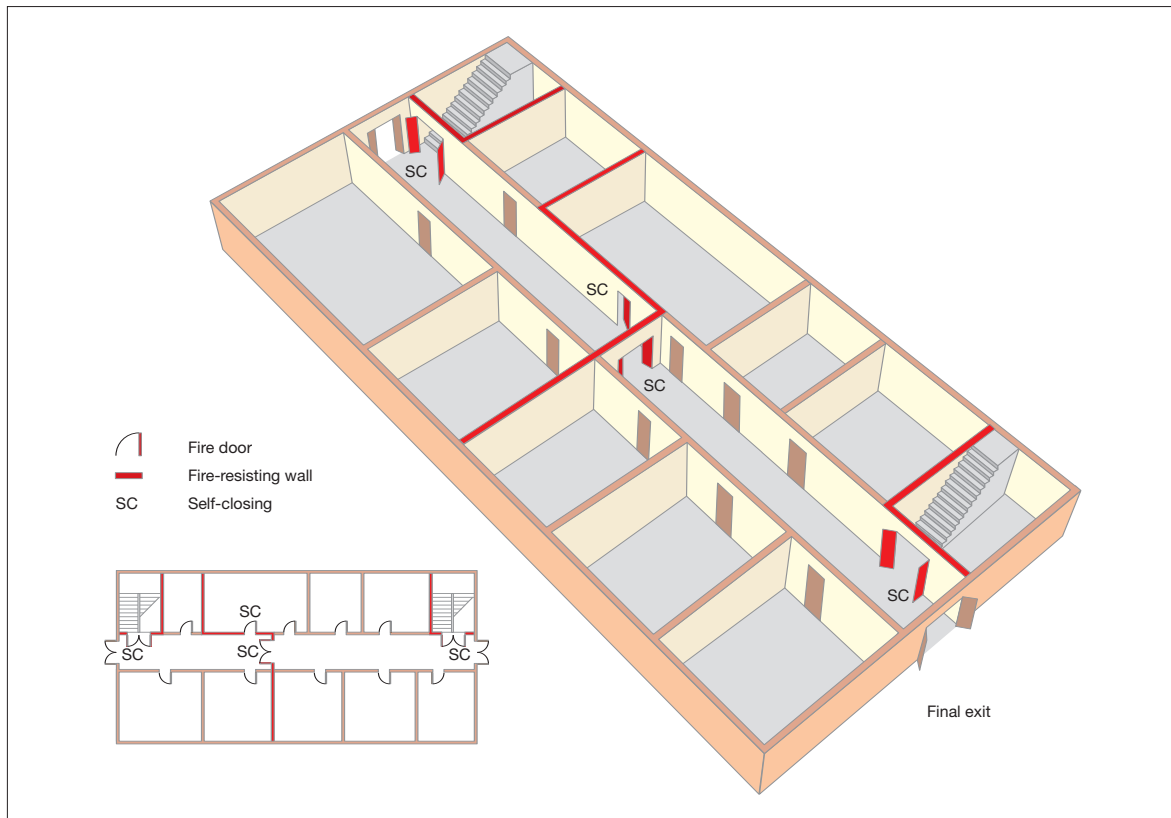 SC
SC
SC
SC
Fire door
Fire-resisting wall
SC Self-closing
Final exit
SC
SC
SC
SC